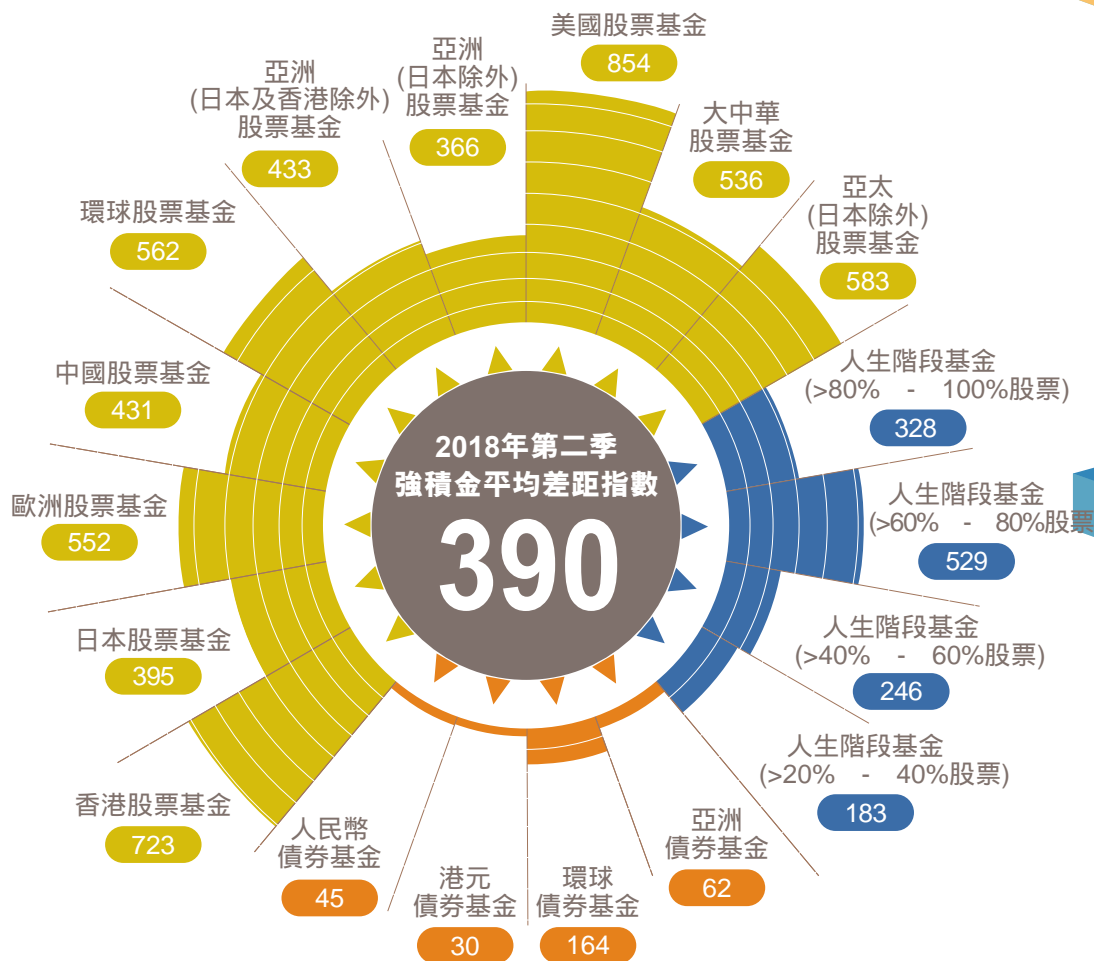 美國股票基金
854
大中華
股票基金
536
亞太
(日本除外)
股票基金
583
人生階段基金
(>80% - 100%股票)
328
人生階段基金
(>60% - 80%股票
529
人生階段基金
(>40% - 60%股票)
246
人生階段基金
(>20% - 40%股票)
183
亞洲
債券基金
62
環球
債券基金
164
港元
債券基金
30
人民幣
債券基金
45
香港股票基金
723
日本股票基金
395
歐洲股票基金
552
中國股票基金
431
環球股票基金
562
亞洲
(日本及香港除外)
股票基金
433
亞洲
(日本除外)
股票基金
366
2018年第二季
強積金平均差距指數
390